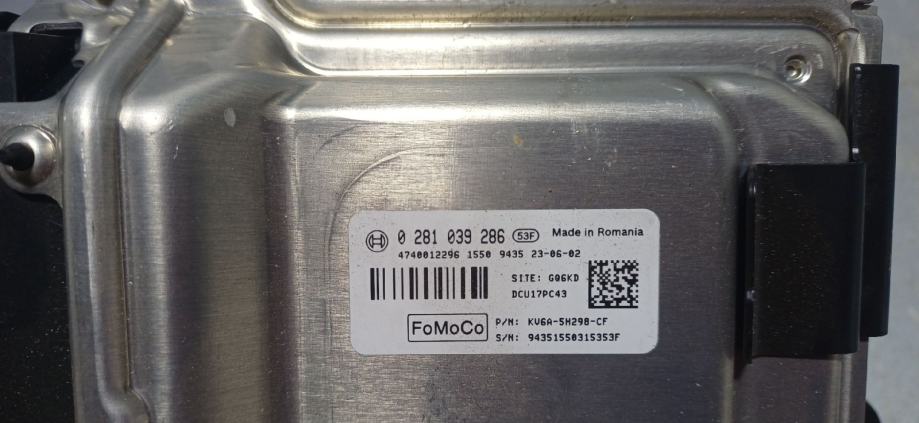 0 281 039 286 53F Made in Romania
4740012296 1550 9435 23-06-02
SITE: GQ6KD
DCU17PC43
FoMoCo
P/N: KV6A-5H298-CF
S/N: 94351550315353F